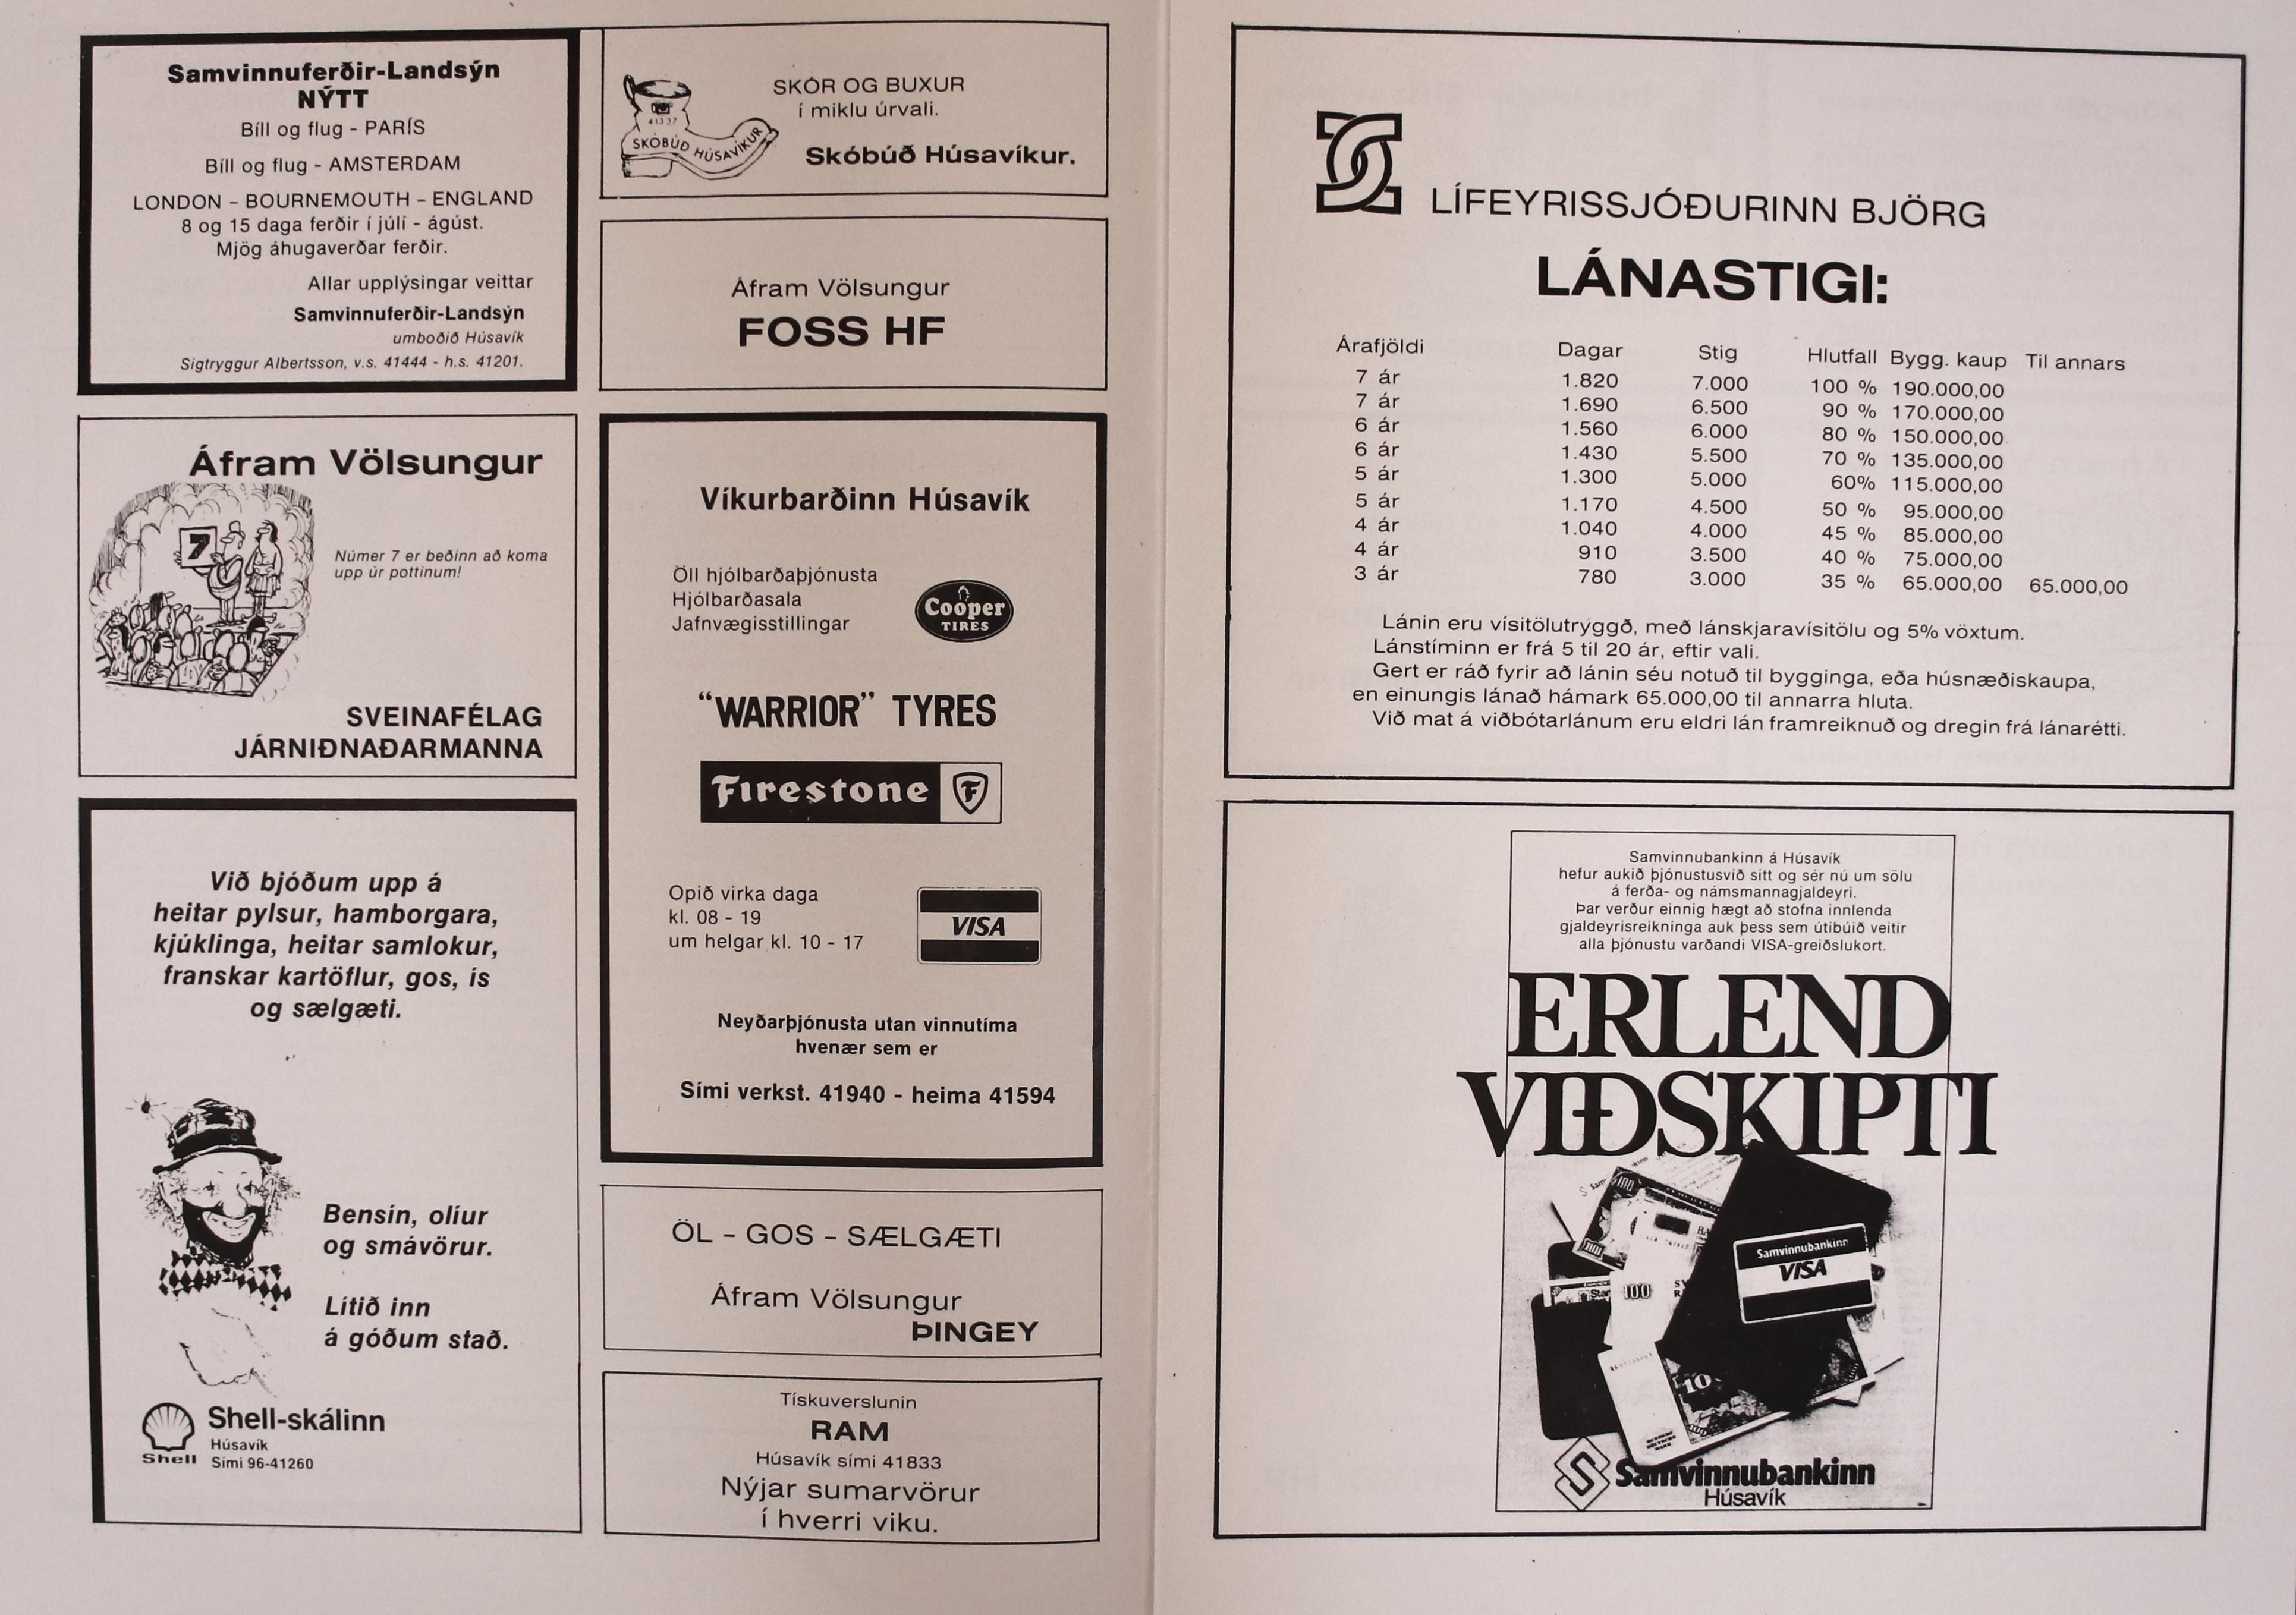 Samvinnuferðir-Landsýn
NÝTT
Bíll og flug - PARÍS
Bíll og flug - AMSTERDAM
LONDON – BOURNEMOUTH – ENGLAND
8 og 15 daga ferðir í júlí - ágúst.
Mjög áhugaverðar ferðir.
Allar upplýsingar veittar
Samvinnuferðir-Landsýn
umboðið Húsavík
Sigtryggur Albertsson, v.s. 41444 - h.s. 41201.
Áfram Völsungur
7
Númer 7 er beðinn að koma
upp úr pottinum!
SVEINAFÉLAG
JÁRNIÐNAÐARMANNA
Við bjóðum upp á
heitar pylsur, hamborgara,
kjúklinga, heitar samlokur,
franskar kartöflur, gos, ís
og sælgæti.
Bensín, olíur
og smávörur.
Lítið inn
á góðum stað.
Shell-skálinn
Húsavík
Shell
Sími 96-41260
41337
SKÓBÚÐ HÚSAVÍKUR
SKÓR OG BUXUR
í miklu úrvali.
Skóbúð Húsavíkur.
Áfram Völsungur
FOSS HF
Víkurbarðinn Húsavík
Öll hjólbarðaþjónusta
Hjólbarðasala
Jafnvægisstillingar
Cooper
TIRES
"WARRIOR" TYRES
Firestone F
Opið virka daga
kl. 08 - 19
um helgar kl. 10 - 17
VISA
Neyðarþjónusta utan vinnutíma
hvenær sem er
Sími verkst. 41940 - heima 41594
ÖL – GOS – SÆLGÆTI
Áfram Völsungur
ÞINGEY
Tískuverslunin
RAM
Húsavík sími 41833
Nýjar sumarvörur
í hverri viku.
LÍFEYRISSJÓÐURINN BJÖRG
LÁNASTIGI:
Árafjöldi Dagar Stig Hlutfall Bygg. kaup Til annars
7 ár 1.820 7.000 100 % 190.000,00
7 ár 1.690 6.500 90 % 170.000,00
6 ár 1.560 6.000 80 % 150.000,00
6 ár 1.430 5.500 70 % 135.000,00
5 ár 1.300 5.000 60% 115.000,00
5 ár 1.170 4.500 50 % 95.000,00
4 ár 1.040 4.000 45 % 85.000,00
4 ár 910 3.500 40 % 75.000,00
3 ár 780 3.000 35 % 65.000,00 65.000,00
Lánin eru vísitölutryggð, með lánskjaravísitölu og 5% vöxtum.
Lánstíminn er frá 5 til 20 ár, eftir vali.
Gert er ráð fyrir að lánin séu notuð til bygginga, eða húsnæðiskaupa,
en einungis lánað hámark 65.000,00 til annarra hluta.
Við mat á viðbótarlánum eru eldri lán framreiknuð og dregin frá lánarétti.
Samvinnubankinn á Húsavík
hefur aukið þjónustusvið sitt og sér nú um sölu
á ferða- og námsmannagjaldeyri.
Þar verður einnig hægt að stofna innlenda
gjaldeyrisreikninga auk þess sem útibúið veitir
alla þjónustu varðandi VISA-greiðslukort.
ERLEND
VIÐSKIPTI
100
100
Samvinnubankinn
VISA
100
10
Samvinnubankinn
Húsavík